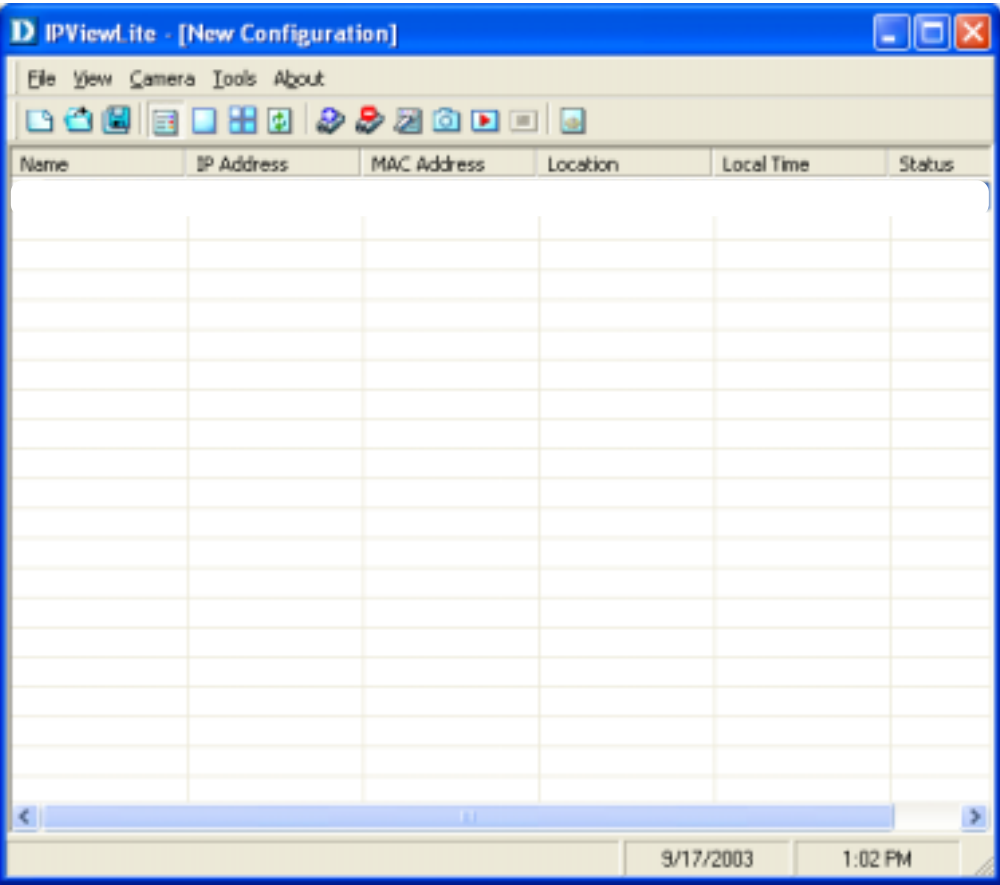 D IPViewLite - [New Configuration]
File View Camera Tools About
Name IP Address MAC Address Location Local Time Status
9/17/2003 1:02 PM